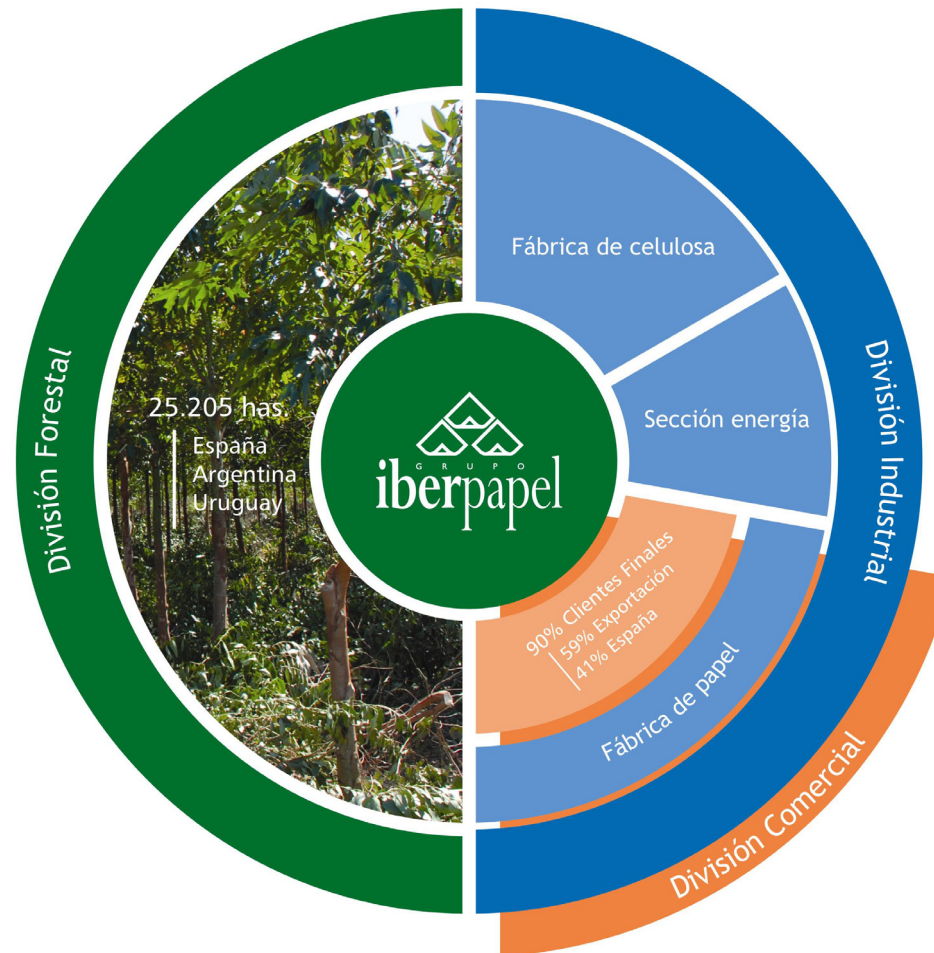 División Forestal
25.205 has.
España
Argentina
Uruguay
GRUPO
iberpapel
Fábrica de celulosa
Sección energía
90% Clientes Finales
59% Exportación
41% España
Fábrica de papel
División Industrial
División Comercial